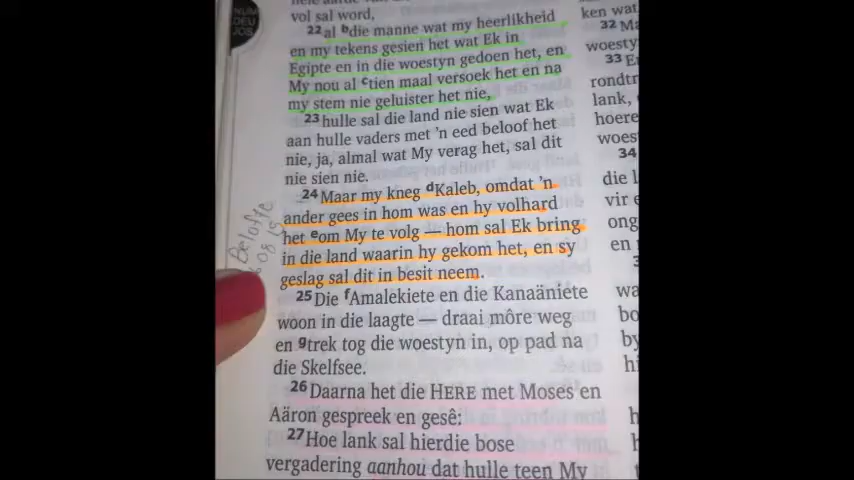 NUM
DEU
JOS
vol sal word,
22 al b die manne wat my heerlikheid
en my tekens gesien het wat Ek in
Egipte en in die woestyn gedoen het, en
My nou al c tien maal versoek het en na
my stem nie geluister het nie,
23 hulle sal die land nie sien wat Ek
aan hulle vaders met 'n eed beloof het
nie, ja, almal wat My verag het, sal dit
nie sien nie.
24 Maar my kneg d Kaleb, omdat 'n
ander gees in hom was en hy volhard
het e om My te volg — hom sal Ek bring
in die land waarin hy gekom het, en sy
geslag sal dit in besit neem.
25 Die f Amalekiete en die Kanaäniete
woon in die laagte — draai môre weg
en g trek tog die woestyn in, op pad na
die Skelfsee.
26 Daarna het die HERE met Moses en
Aäron gespreek en gesê:
27 Hoe lank sal hierdie bose
vergadering aanhou dat hulle teen My
Belofte
08 15
ken wat
32
woesty
33
rondtr
lank,
hoere
woes
34
die l
vir
ong
en
wa
bo
by
hi